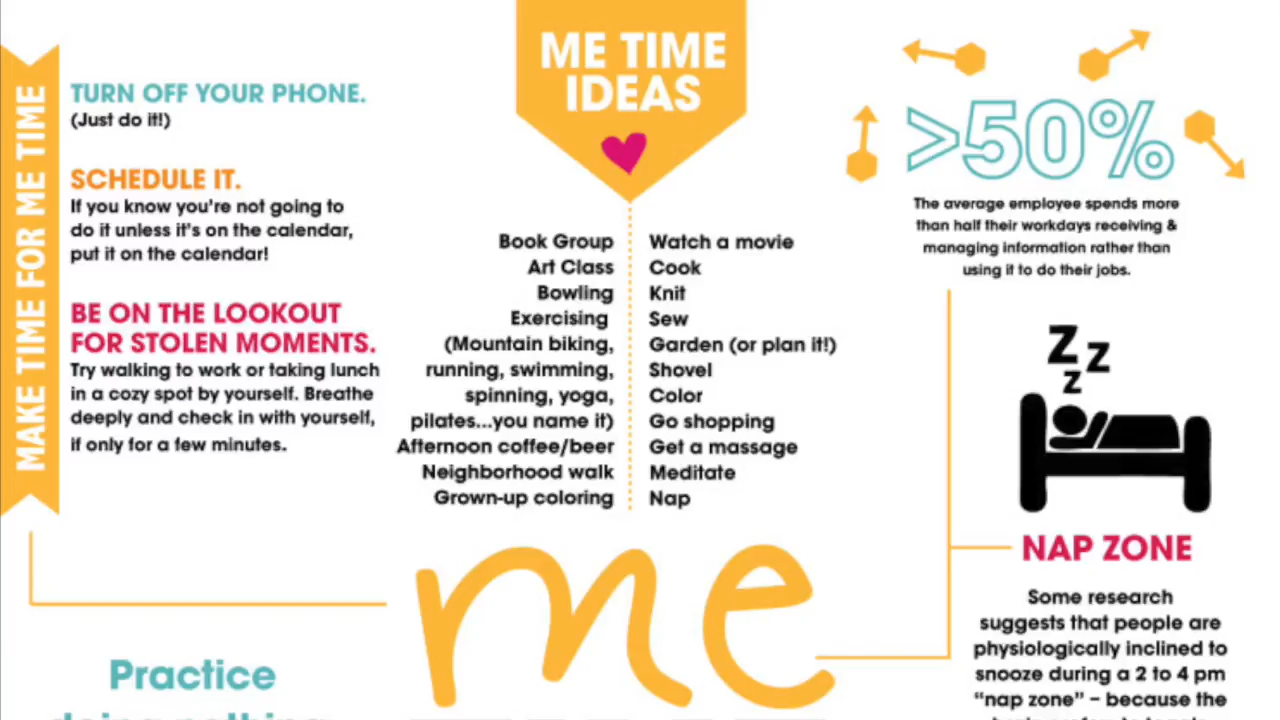 MAKE TIME FOR ME TIME
TURN OFF YOUR PHONE.
(Just do it!)
SCHEDULE IT.
If you know you're not going to
do it unless it's on the calendar,
put it on the calendar!
BE ON THE LOOKOUT
FOR STOLEN MOMENTS.
Try walking to work or taking lunch
in a cozy spot by yourself. Breathe
deeply and check in with yourself,
if only for a few minutes.
ME TIME
IDEAS
Book Group
Art Class
Bowling
Exercising
(Mountain biking,
running, swimming,
spinning, yoga,
pilates...you name it)
Afternoon coffee/beer
Neighborhood walk
Grown-up coloring
Watch a movie
Cook
Knit
Sew
Garden (or plan it!)
Shovel
Color
Go shopping
Get a massage
Meditate
Nap
>50%
The average employee spends more
than half their workdays receiving &
managing information rather than
using it to do their jobs.
Z Z
Z
NAP ZONE
Some research
suggests that people are
physiologically inclined to
snooze during a 2 to 4 pm
“nap zone” – because the
me
Practice
doing nothing